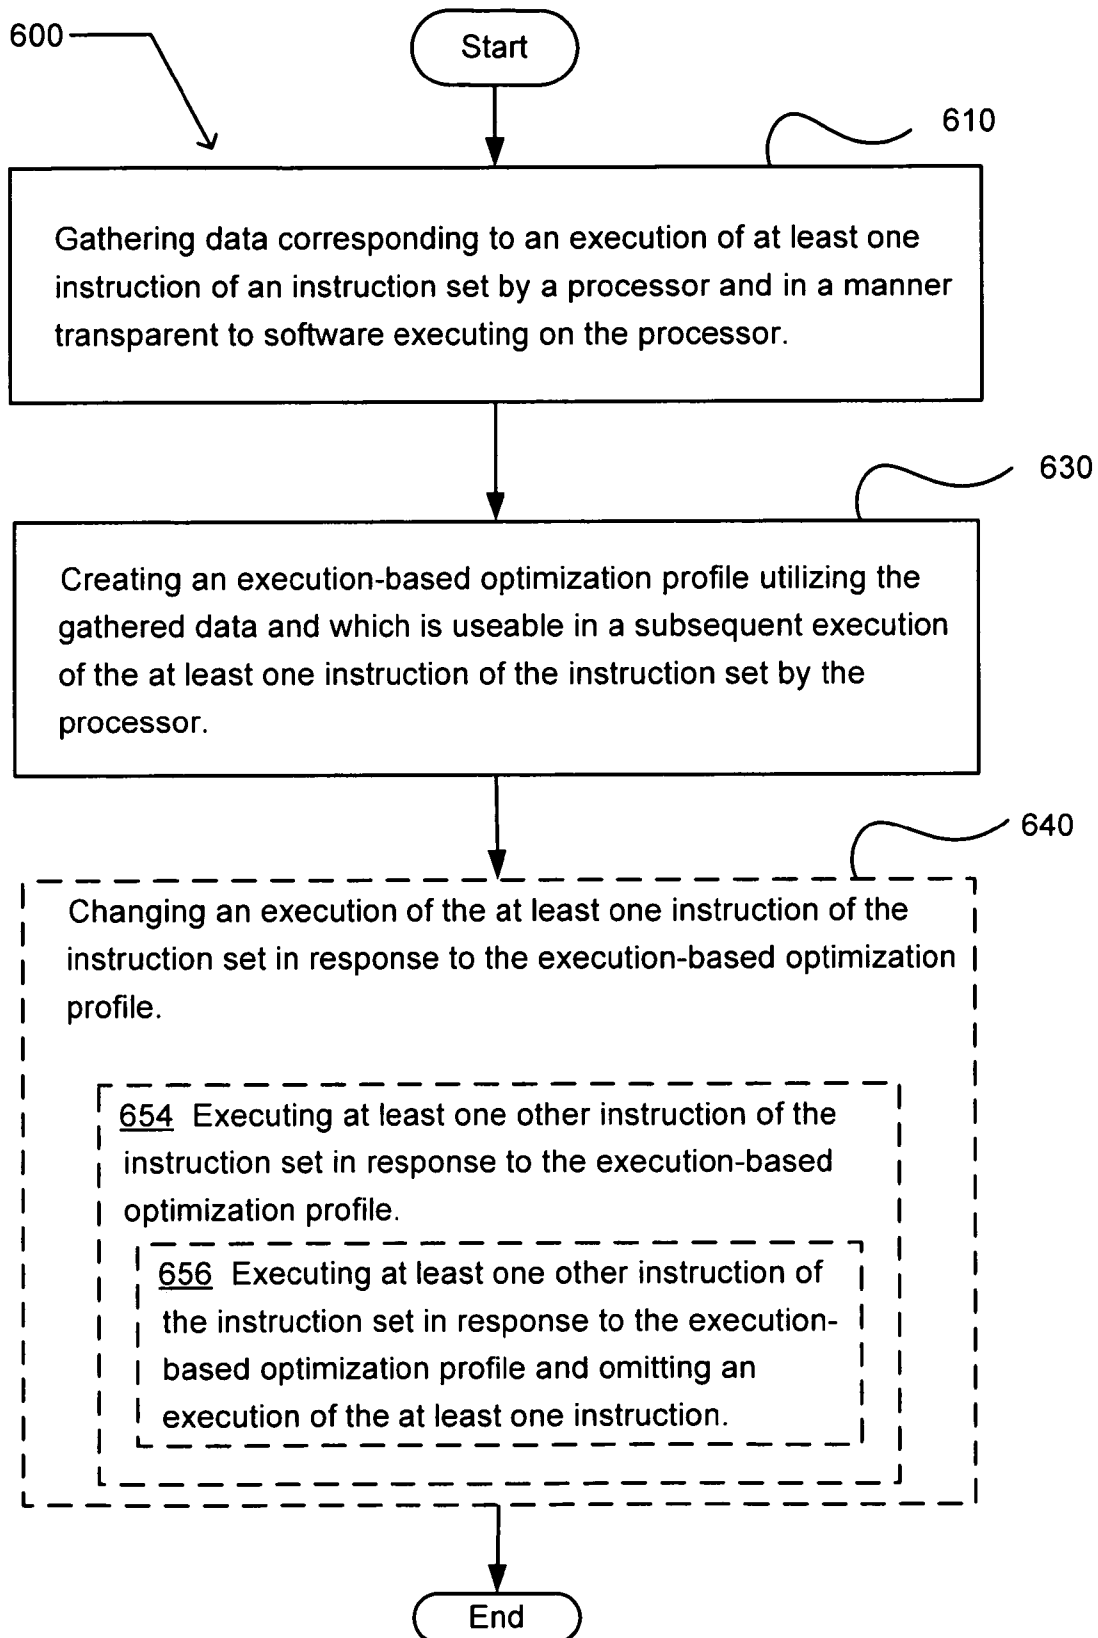 600
Start
610
Gathering data corresponding to an execution of at least one
instruction of an instruction set by a processor and in a manner
transparent to software executing on the processor.
630
Creating an execution-based optimization profile utilizing the
gathered data and which is useable in a subsequent execution
of the at least one instruction of the instruction set by the
processor.
640
Changing an execution of the at least one instruction of the
instruction set in response to the execution-based optimization
profile.
654 Executing at least one other instruction of the
instruction set in response to the execution-based
optimization profile.
656 Executing at least one other instruction of
the instruction set in response to the execution-
based optimization profile and omitting an
execution of the at least one instruction.
End